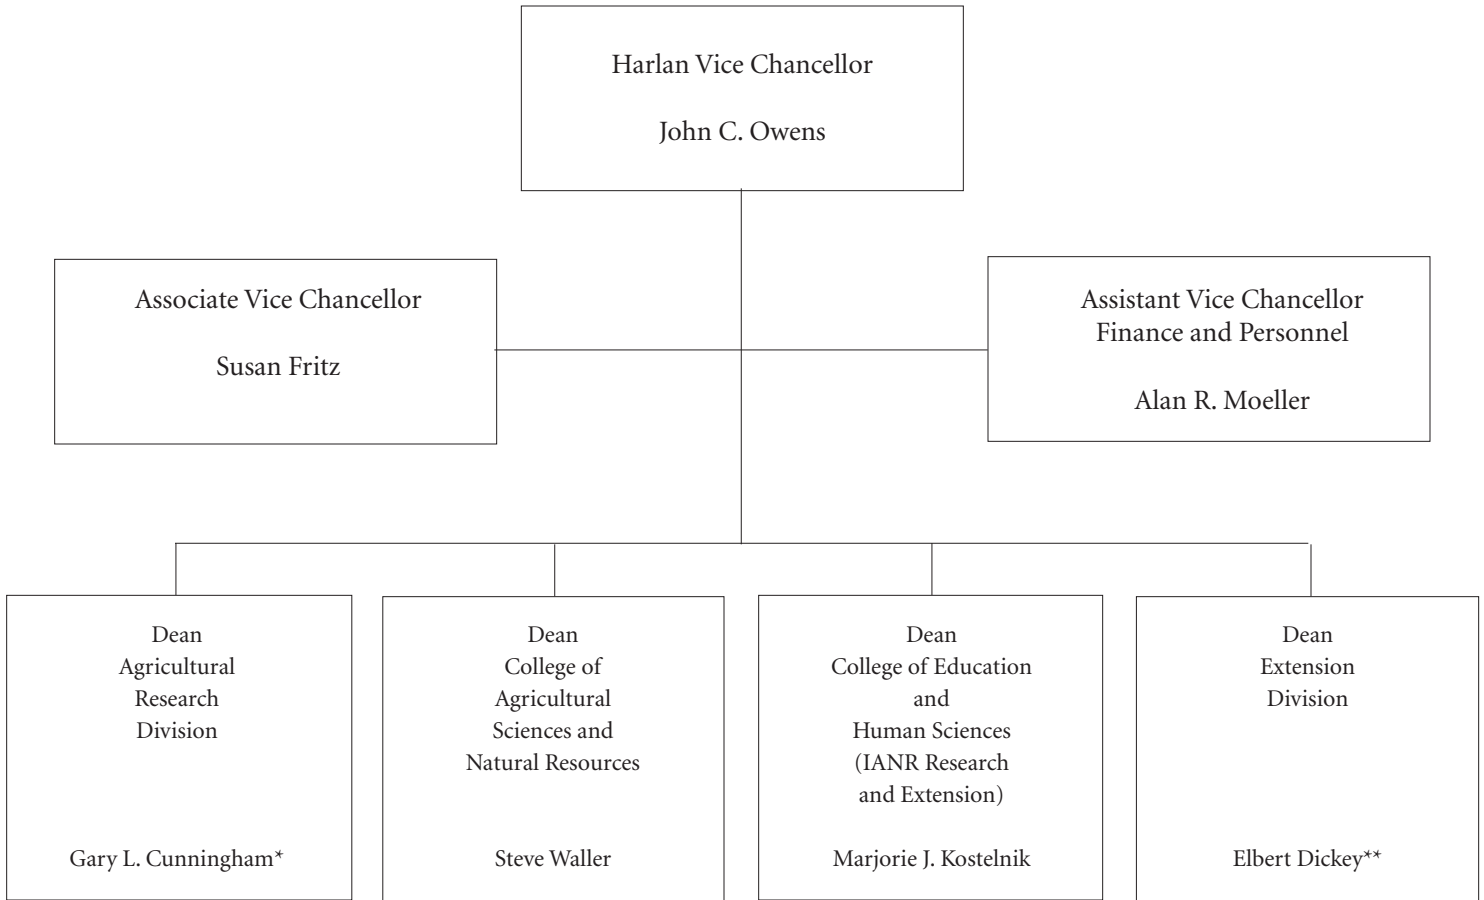 Harlan Vice Chancellor
John C. Owens
Associate Vice Chancellor
Susan Fritz
Assistant Vice Chancellor
Finance and Personnel
Alan R. Moeller
Dean
Agricultural
Research
Division
Gary L. Cunningham*
Dean
College of
Agricultural
Sciences and
Natural Resources
Steve Waller
Dean
College of Education
and
Human Sciences
(IANR Research
and Extension)
Marjorie J. Kostelnik
Dean
Extension
Division
Elbert Dickey**